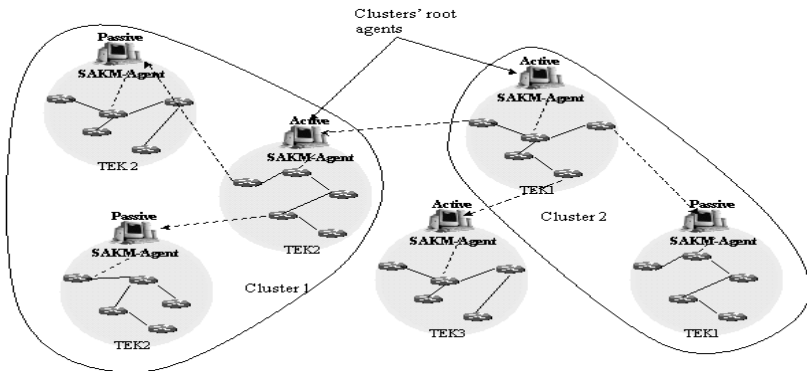 Clusters' root
agents
Passive
SAKM-Agent
TEK 2
Active
SAKM-Agent
TEK2
Passive
SAKM-Agent
TEK2
Cluster 1
Active
SAKM-Agent
TEK1
Cluster 2
Active
SAKM-Agent
TEK3
Passive
SAKM-Agent
TEK1